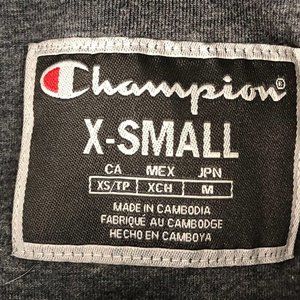 Champion®
X-SMALL
CA MEX JPN
XS/TP XCH M
MADE IN CAMBODIA
FABRIQUÉ AU CAMBODGE
HECHO EN CAMBOYA